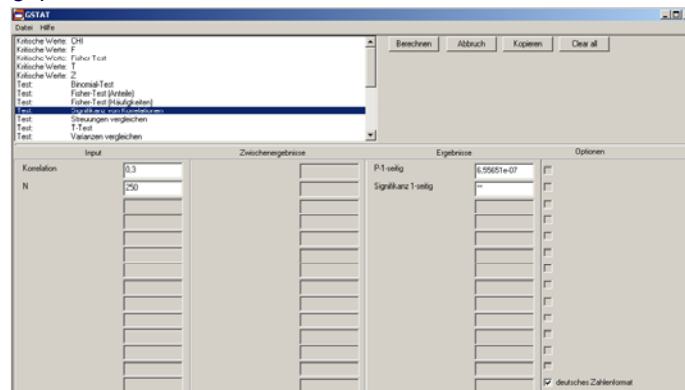 GSTAT
Datei Hilfe
Kritische Werte: CHI
Kritische Werte: F
Kritische Werte: Fisher Test
Kritische Werte: T
Kritische Werte: Z
Test: Binomial-Test
Test: Fisher-Test (Anteile)
Test: Fisher-Test (Häufigkeiten)
Test: Signifikanz von Korrelationen
Test: Streuungen vergleichen
Test: T-Test
Test: Varianzen vergleichen
Berechnen Abbruch Kopieren Clear all
Input Zwischenergebnisse Ergebnisse Optionen
Korrelation 0,3 P-1-seitig 6,55651e-07
N 250 Signifikanz 1-seitig **
deutsches Zahlenformat